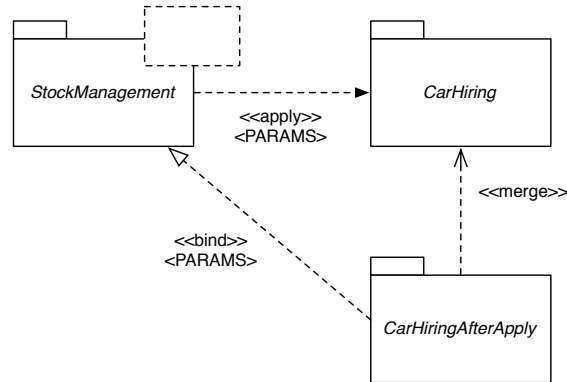 StockManagement
CarHiring
<<apply>>
<PARAMS>
<<merge>>
<<bind>>
<PARAMS>
CarHiringAfterApply